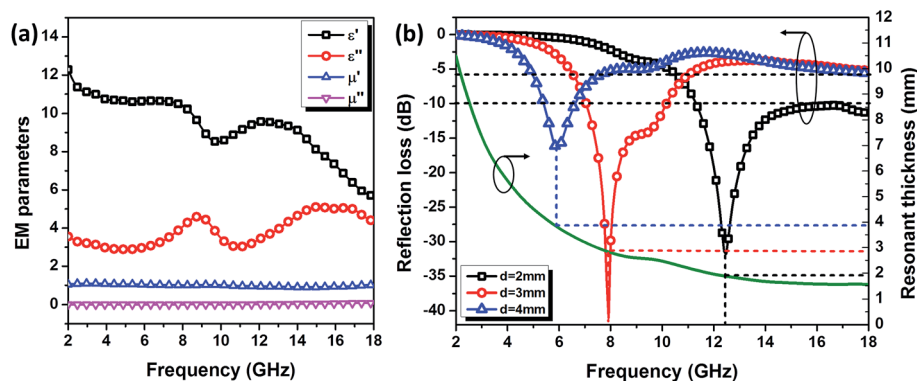 (a)
14
12
10
8
6
4
2
0
EM parameters
ε'
ε''
μ'
μ''
2 4 6 8 10 12 14 16 18
Frequency (GHz)
(b)
0
-5
-10
-15
-20
-25
-30
-35
-40
Reflection loss (dB)
d=2mm
d=3mm
d=4mm
2 4 6 8 10 12 14 16 18
Frequency (GHz)
12
11
10
9
8
7
6
5
4
3
2
1
0
Resonant thickness (mm)